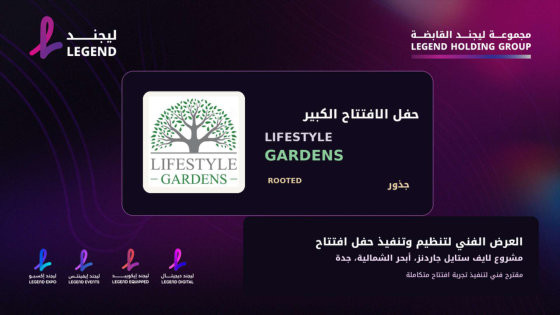 ليجند
LEGEND
مجموعة ليجند القابضة
LEGEND HOLDING GROUP
حفل الافتتاح الكبير
LIFESTYLE
GARDENS
ROOTED
جذور
LIFESTYLE
GARDENS
العرض الفني لتنظيم وتنفيذ حفل افتتاح
مشروع لايف ستايل جاردنز، أبحر الشمالية، جدة
مقترح فني لتنفيذ تجربة افتتاح متكاملة
ليجند إكسبو
LEGEND EXPO
ليجند إيفينتس
LEGEND EVENTS
ليجند إكويبـد
LEGEND EQUIPPED
ليجند ديجيتال
LEGEND DIGITAL